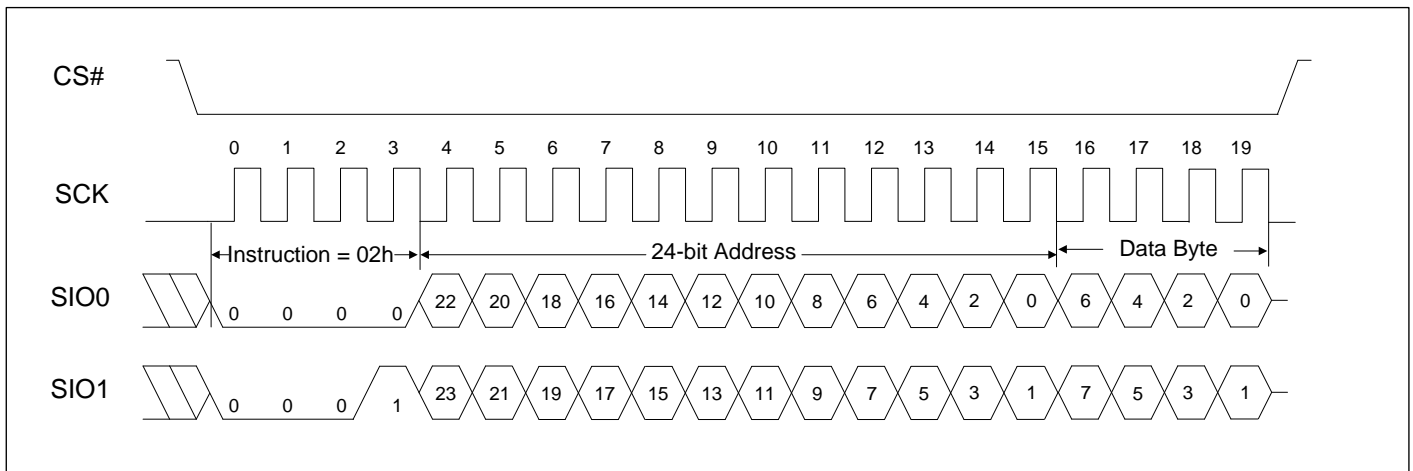 CS#
0 1 2 3 4 5 6 7 8 9 10 11 12 13 14 15 16 17 18 19
SCK
Instruction = 02h 24-bit Address Data Byte
SIO0 0 0 0 0 22 20 18 16 14 12 10 8 6 4 2 0 6 4 2 0
SIO1 0 0 0 1 23 21 19 17 15 13 11 9 7 5 3 1 7 5 3 1